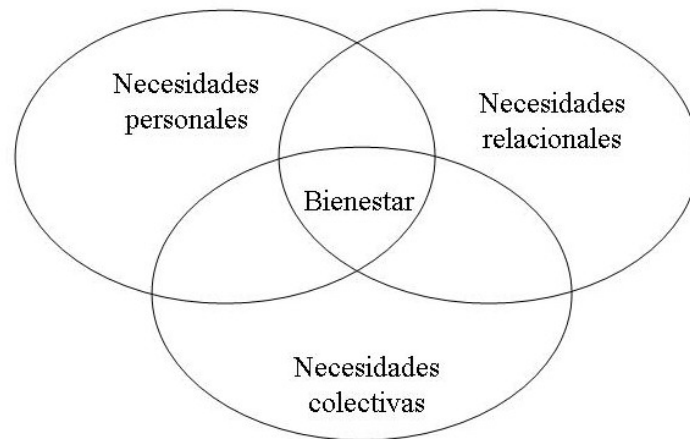 Necesidades
personales
Necesidades
relacionales
Bienestar
Necesidades
colectivas